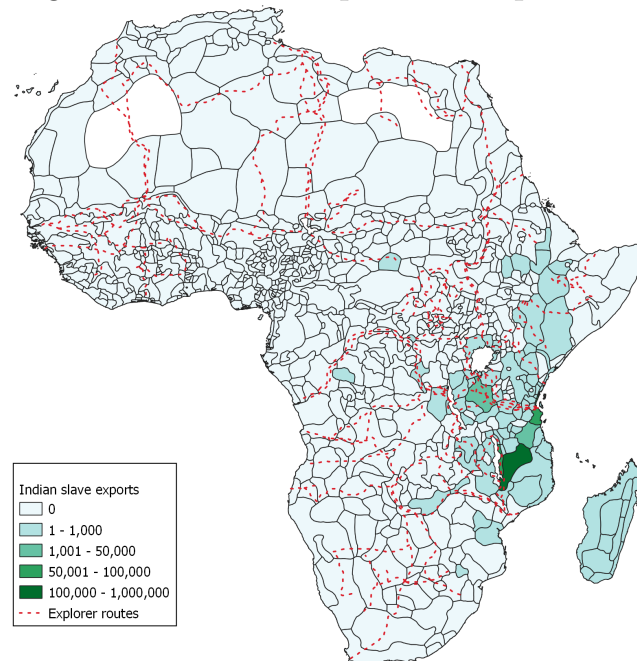 Indian slave exports
0
1 - 1,000
1,001 - 50,000
50,001 - 100,000
100,000 - 1,000,000
Explorer routes